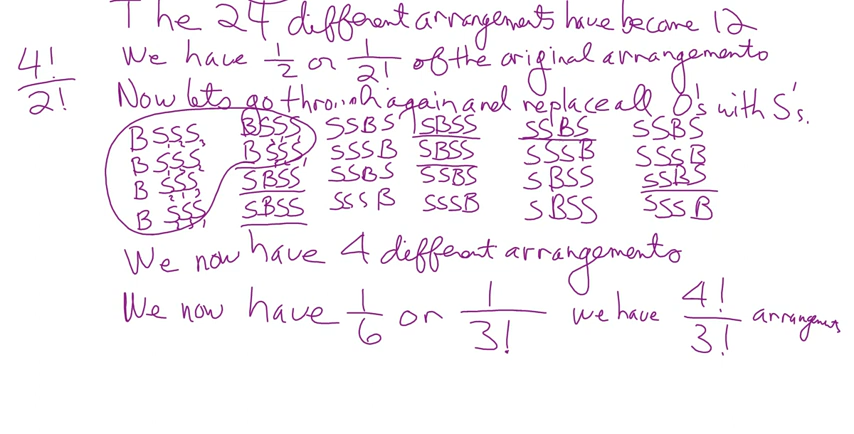 The 24 different arrangements have become 12
4!/2! We have 1/2 or 1/2! of the original arrangements
Now lets go through again and replace all O's with S's.
BSSS BSSS SSBS SBSS SSBS SSBS
BSSS BSSS SSSB SBSS SSSB SSSB
B SSS SBSS SSBS SSBS SBSS SSBS
B SSS SBSS SSSB SSSB SBSS SSSB
We now have 4 different arrangements
We now have 1/6 or 1/3! we have 4!/3! arrangements